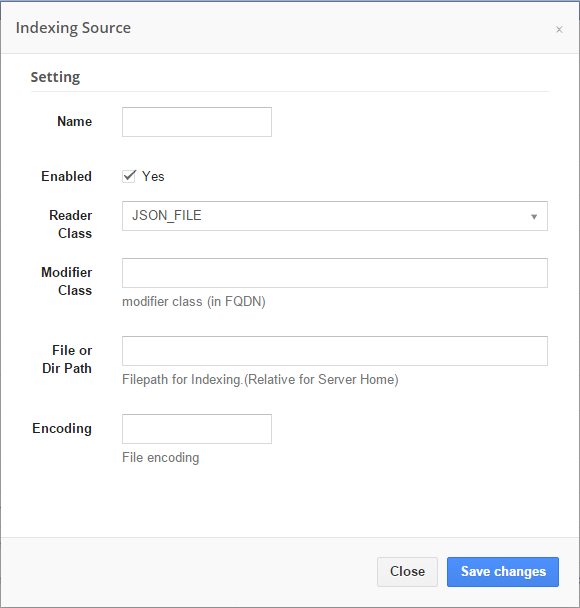 Indexing Source
×
Setting
Name
Enabled
Yes
Reader
Class
JSON_FILE
Modifier
Class
modifier class (in FQDN)
File or
Dir Path
Filepath for Indexing.(Relative for Server Home)
Encoding
File encoding
Close
Save changes